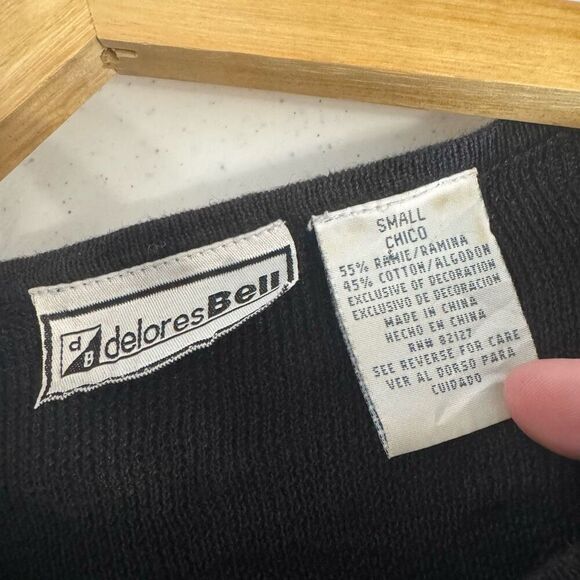 d
B
deloresBell
SMALL
CHICO
55% RAMIE/RAMINA
45% COTTON/ALGODON
EXCLUSIVE OF DECORATION
EXCLUSIVO DE DECORACION
MADE IN CHINA
HECHO EN CHINA
RN# 82127
SEE REVERSE FOR CARE
VER AL DORSO PARA
CUIDADO